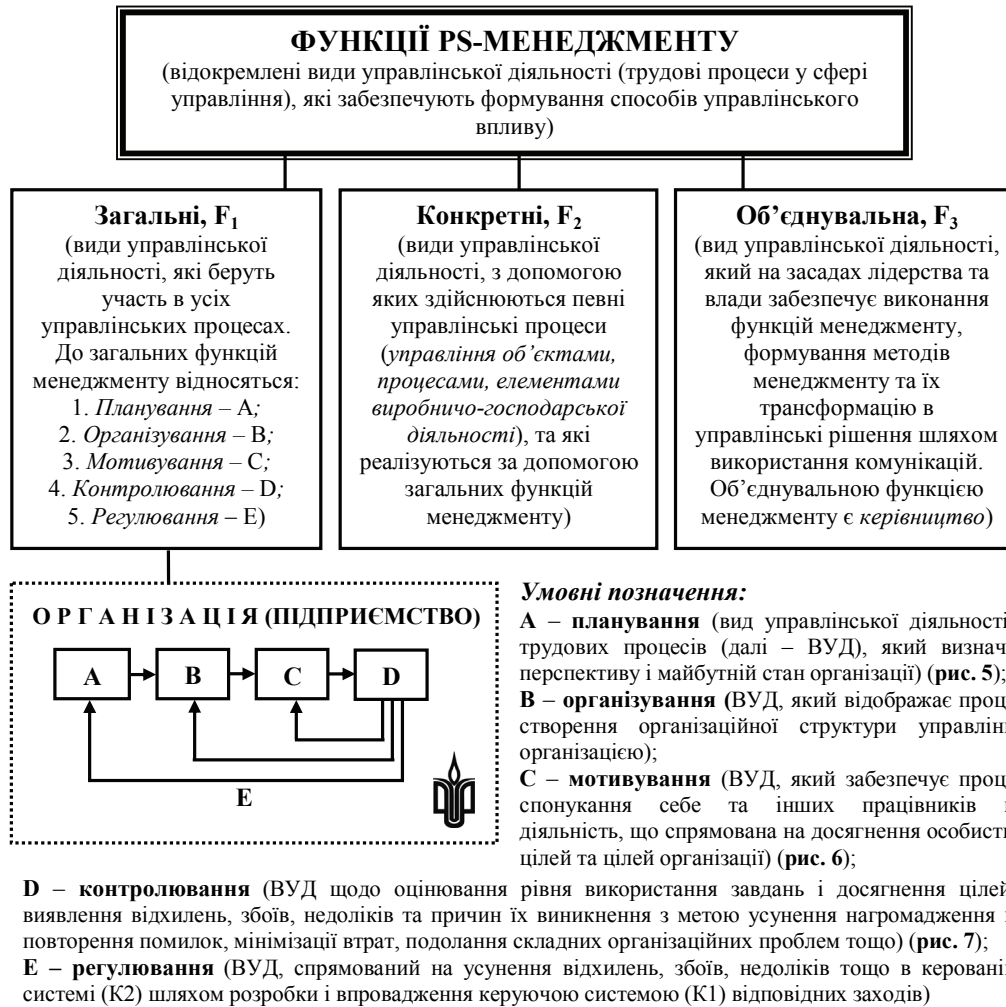 ФУНКЦІЇ PS-МЕНЕДЖМЕНТУ
(відокремлені види управлінської діяльності (трудові процеси у сфері
управління), які забезпечують формування способів управлінського
впливу)
Загальні, F₁
(види управлінської
діяльності, які беруть
участь в усіх
управлінських процесах.
До загальних функцій
менеджменту відносяться:
1. Планування – A;
2. Організування – B;
3. Мотивування – C;
4. Контролювання – D;
5. Регулювання – E)
Конкретні, F₂
(види управлінської
діяльності, з допомогою
яких здійснюються певні
управлінські процеси
(управління об’єктами,
процесами, елементами
виробничо-господарської
діяльності), та які
реалізуються за допомогою
загальних функцій
менеджменту)
Об’єднувальна, F₃
(вид управлінської діяльності,
який на засадах лідерства та
влади забезпечує виконання
функцій менеджменту,
формування методів
менеджменту та їх
трансформацію в
управлінські рішення шляхом
використання комунікацій.
Об’єднувальною функцією
менеджменту є керівництво)
О Р Г А Н І З А Ц І Я (ПІДПРИЄМСТВО)
A B C D
E
Умовні позначення:
A – планування (вид управлінської діяльності
трудових процесів (далі – ВУД), який визнач
перспективу і майбутній стан організації) (рис. 5);
B – організування (ВУД, який відображає проц
створення організаційної структури управлін
організацією);
C – мотивування (ВУД, який забезпечує проц
спонукання себе та інших працівників
діяльність, що спрямована на досягнення особист
цілей та цілей організації) (рис. 6);
D – контролювання (ВУД щодо оцінювання рівня використання завдань і досягнення цілей
виявлення відхилень, збоїв, недоліків та причин їх виникнення з метою усунення нагромадження
повторення помилок, мінімізації втрат, подолання складних організаційних проблем тощо) (рис. 7);
E – регулювання (ВУД, спрямований на усунення відхилень, збоїв, недоліків тощо в керовані
системі (К2) шляхом розробки і впровадження керуючою системою (К1) відповідних заходів)